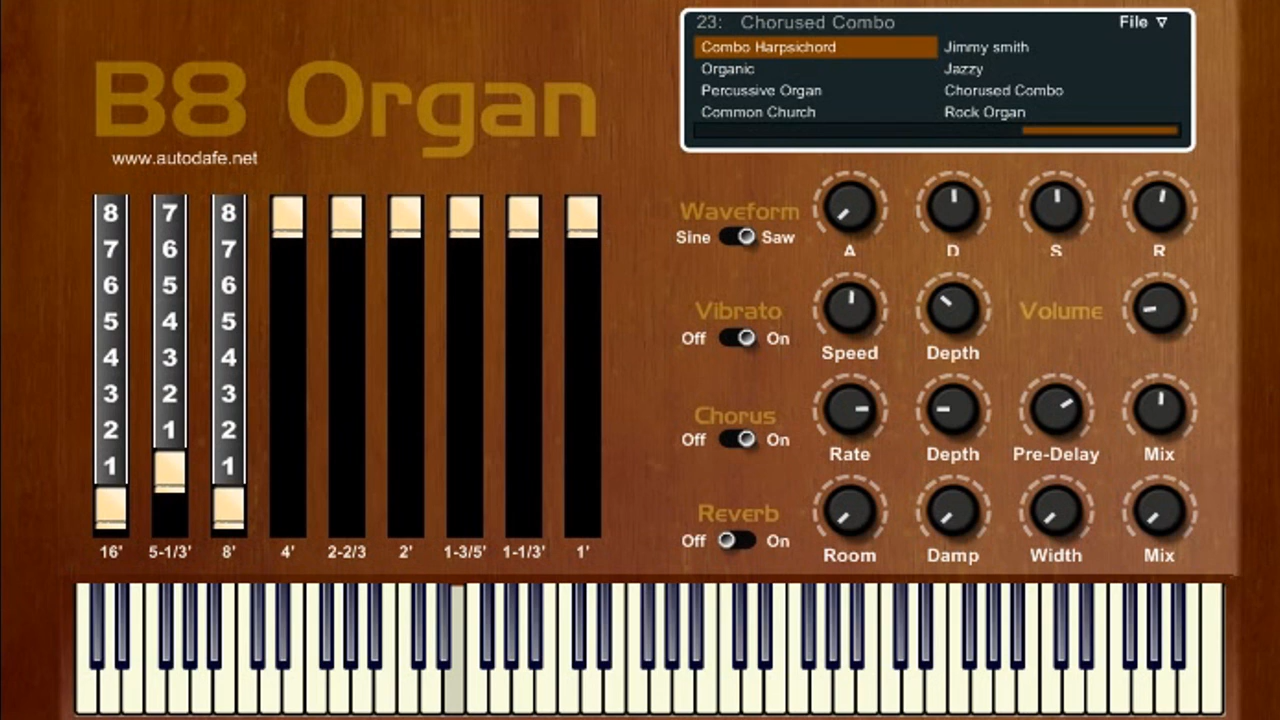 23: Chorused Combo File ▽
Combo Harpsichord Jimmy smith
Organic Jazzy
Percussive Organ Chorused Combo
Common Church Rock Organ
B8 Organ
www.autodafe.net
8 7 8
7 6 7
6 5 6
5 4 5
4 3 4
3 2 3
2 1 2
1 1
16' 5-1/3' 8' 4' 2-2/3 2' 1-3/5' 1-1/3' 1'
Waveform
Sine Saw
A D S R
Vibrato
Off On
Speed Depth
Volume
Chorus
Off On
Rate Depth Pre-Delay Mix
Reverb
Off On
Room Damp Width Mix